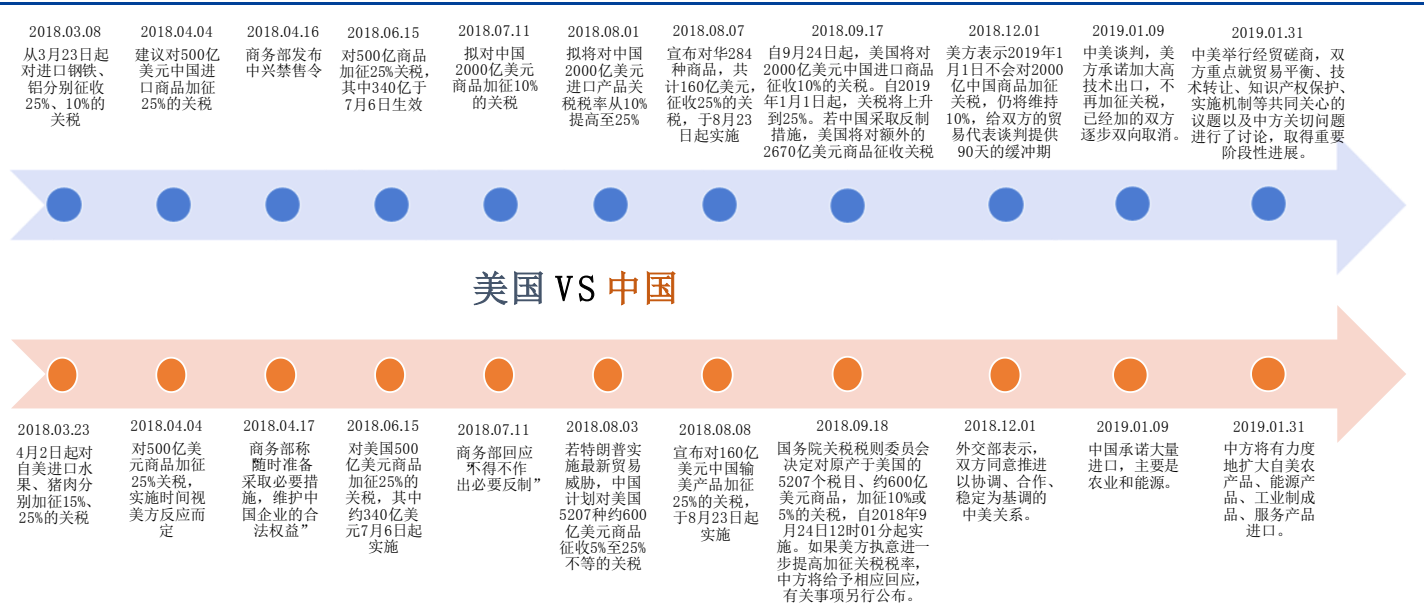 2018.03.08
从3月23日起
对进口钢铁、
铝分别征收
25%、10%的
关税
2018.04.04
建议对500亿
美元中国进
口商品加征
25%的关税
2018.04.16
商务部发布
中兴禁售令
2018.06.15
对500亿商品
加征25%关税，
其中340亿于
7月6日生效
2018.07.11
拟对中国
2000亿美元
商品加征10%
的关税
2018.08.01
拟将对中国
2000亿美元
进口产品关
税税率从10%
提高至25%
2018.08.07
宣布对华284
种商品，共
计160亿美元，
征收25%的关
税，于8月23
日起实施
2018.09.17
自9月24日起，美国将对
2000亿美元中国进口商品
征收10%的关税。自2019
年1月1日起，关税将上升
到25%。若中国采取反制
措施，美国将对额外的
2670亿美元商品征收关税
2018.12.01
美方表示2019年1
月1日不会对2000
亿中国商品加征
关税，仍将维持
10%，给双方的贸
易代表谈判提供
90天的缓冲期
2019.01.09
中美谈判，美
方承诺加大高
技术出口，不
再加征关税，
已经加的双方
逐步双向取消。
2019.01.31
中美举行经贸磋商，双
方重点就贸易平衡、技
术转让、知识产权保护、
实施机制等共同关心的
议题以及中方关切问题
进行了讨论，取得重要
阶段性进展。
美国 VS 中国
2018.03.23
4月2日起对
自美进口水
果、猪肉分
别加征15%、
25%的关税
2018.04.04
对500亿美
元商品加征
25%关税，
实施时间视
美方反应而
定
2018.04.17
商务部称
“随时准备
采取必要措
施，维护中
国企业的合
法权益”
2018.06.15
对美国500
亿美元商品
加征25%的
关税，其中
约340亿美
元7月6日起
实施
2018.07.11
商务部回应
“不得不作
出必要反制”
2018.08.03
若特朗普实
施最新贸易
威胁，中国
计划对美国
5207种约600
亿美元商品
征收5%至25%
不等的关税
2018.08.08
宣布对160亿
美元中国输
美产品加征
25%的关税，
于8月23日起
实施
2018.09.18
国务院关税税则委员会
决定对原产于美国的
5207个税目、约600亿
美元商品，加征10%或
5%的关税，自2018年9
月24日12时01分起实
施。如果美方执意进一
步提高加征关税税率，
中方将给予相应回应，
有关事项另行公布。
2018.12.01
外交部表示，
双方同意推进
以协调、合作、
稳定为基调的
中美关系。
2019.01.09
中国承诺大量
进口，主要是
农业和能源。
2019.01.31
中方将有力度
地扩大自美农
产品、能源产
品、工业制成
品、服务产品
进口。